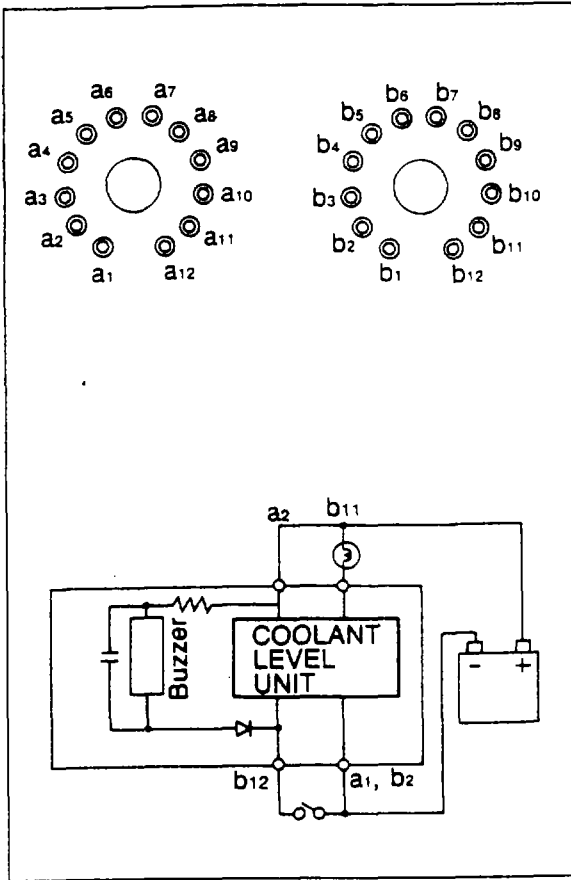 a6 a7
a5 a8
a4 a9
a3 a10
a2 a11
a1 a12
b6 b7
b5 b8
b4 b9
b3 b10
b2 b11
b1 b12
a2 b11
Buzzer
COOLANT
LEVEL
UNIT
- +
b12 a1, b2